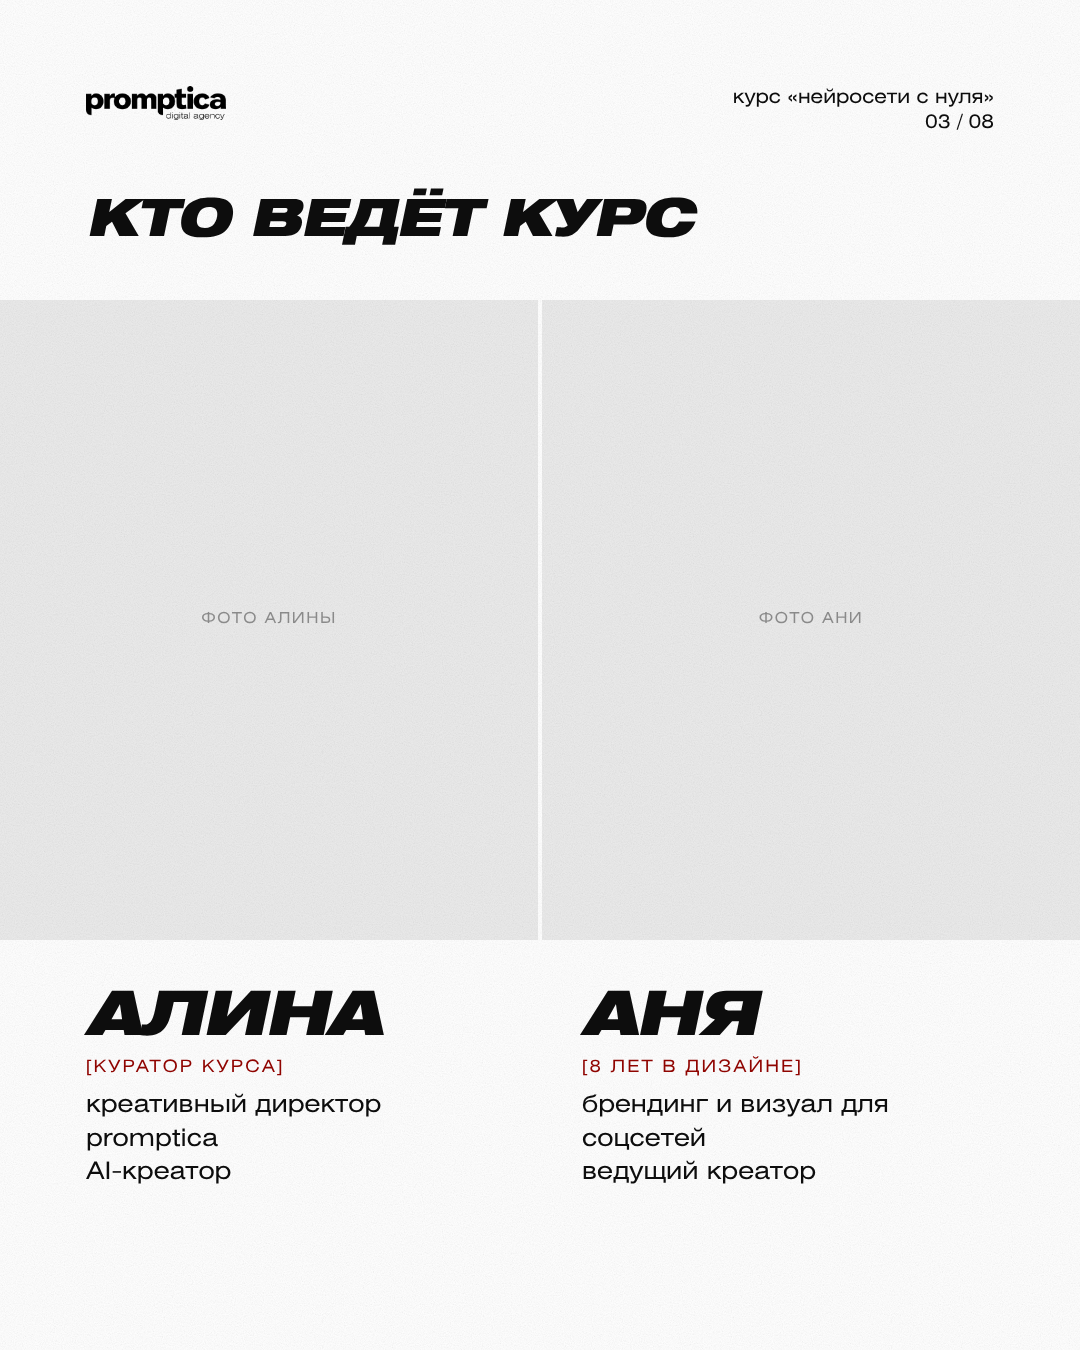 promptica
digital agency
курс «нейросети с нуля»
03 / 08
КТО ВЕДЁТ КУРС
ФОТО АЛИНЫ
ФОТО АНИ
АЛИНА
[КУРАТОР КУРСА]
креативный директор
promptica
AI-креатор
АНЯ
[8 ЛЕТ В ДИЗАЙНЕ]
брендинг и визуал для
соцсетей
ведущий креатор